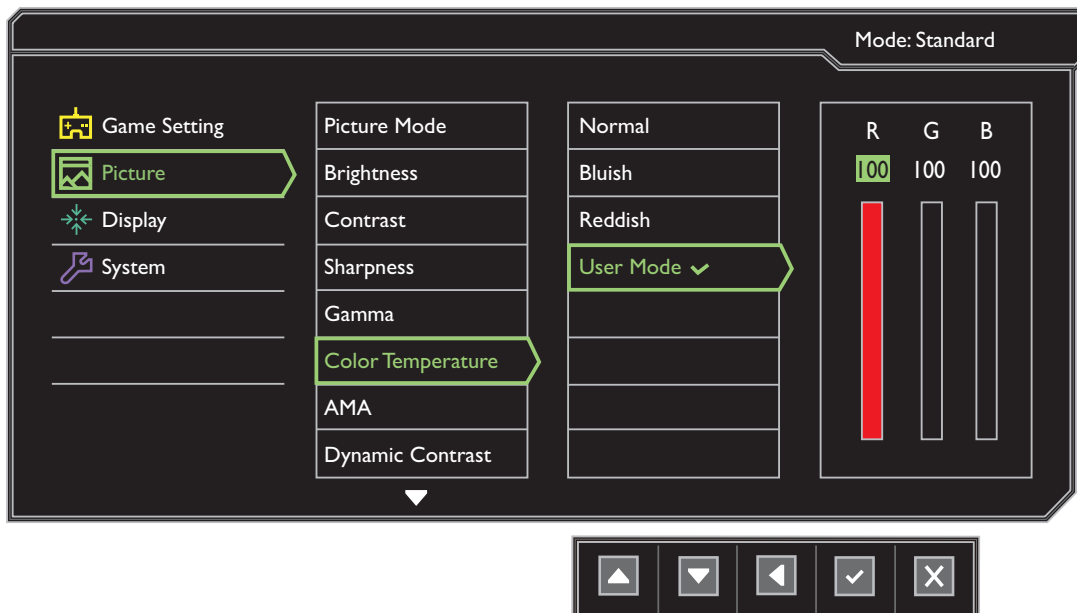 Mode: Standard
Game Setting
Picture
Display
System
Picture Mode
Brightness
Contrast
Sharpness
Gamma
Color Temperature
AMA
Dynamic Contrast
Normal
Bluish
Reddish
User Mode
R G B
100 100 100